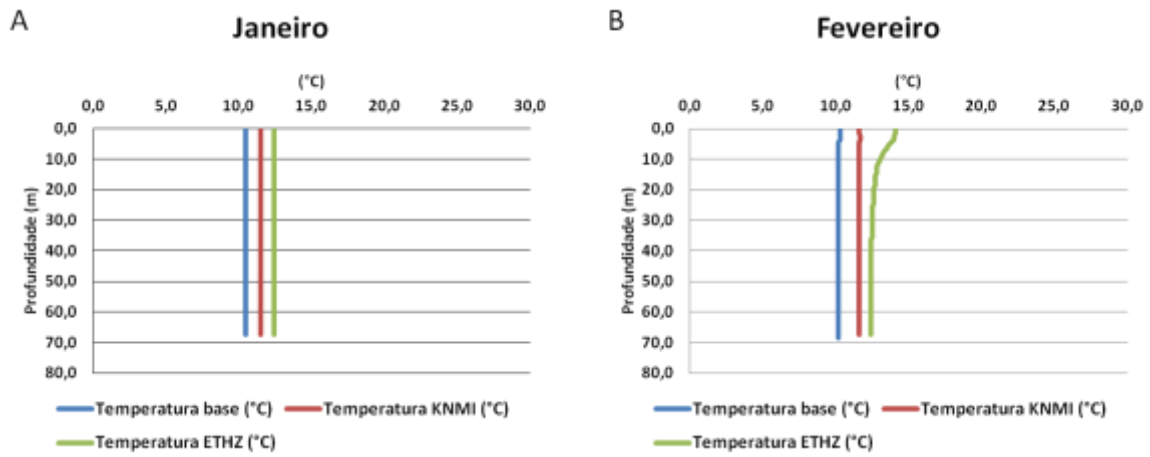 A
Janeiro
(°C)
0,0 5,0 10,0 15,0 20,0 25,0 30,0
0,0
10,0
20,0
30,0
40,0
50,0
60,0
70,0
80,0
Profundidade (m)
Temperatura base (°C) Temperatura KNMI (°C)
Temperatura ETHZ (°C)
B
Fevereiro
(°C)
0,0 5,0 10,0 15,0 20,0 25,0 30,0
0,0
10,0
20,0
30,0
40,0
50,0
60,0
70,0
80,0
Profundidade (m)
Temperatura base (°C) Temperatura KNMI (°C)
Temperatura ETHZ (°C)